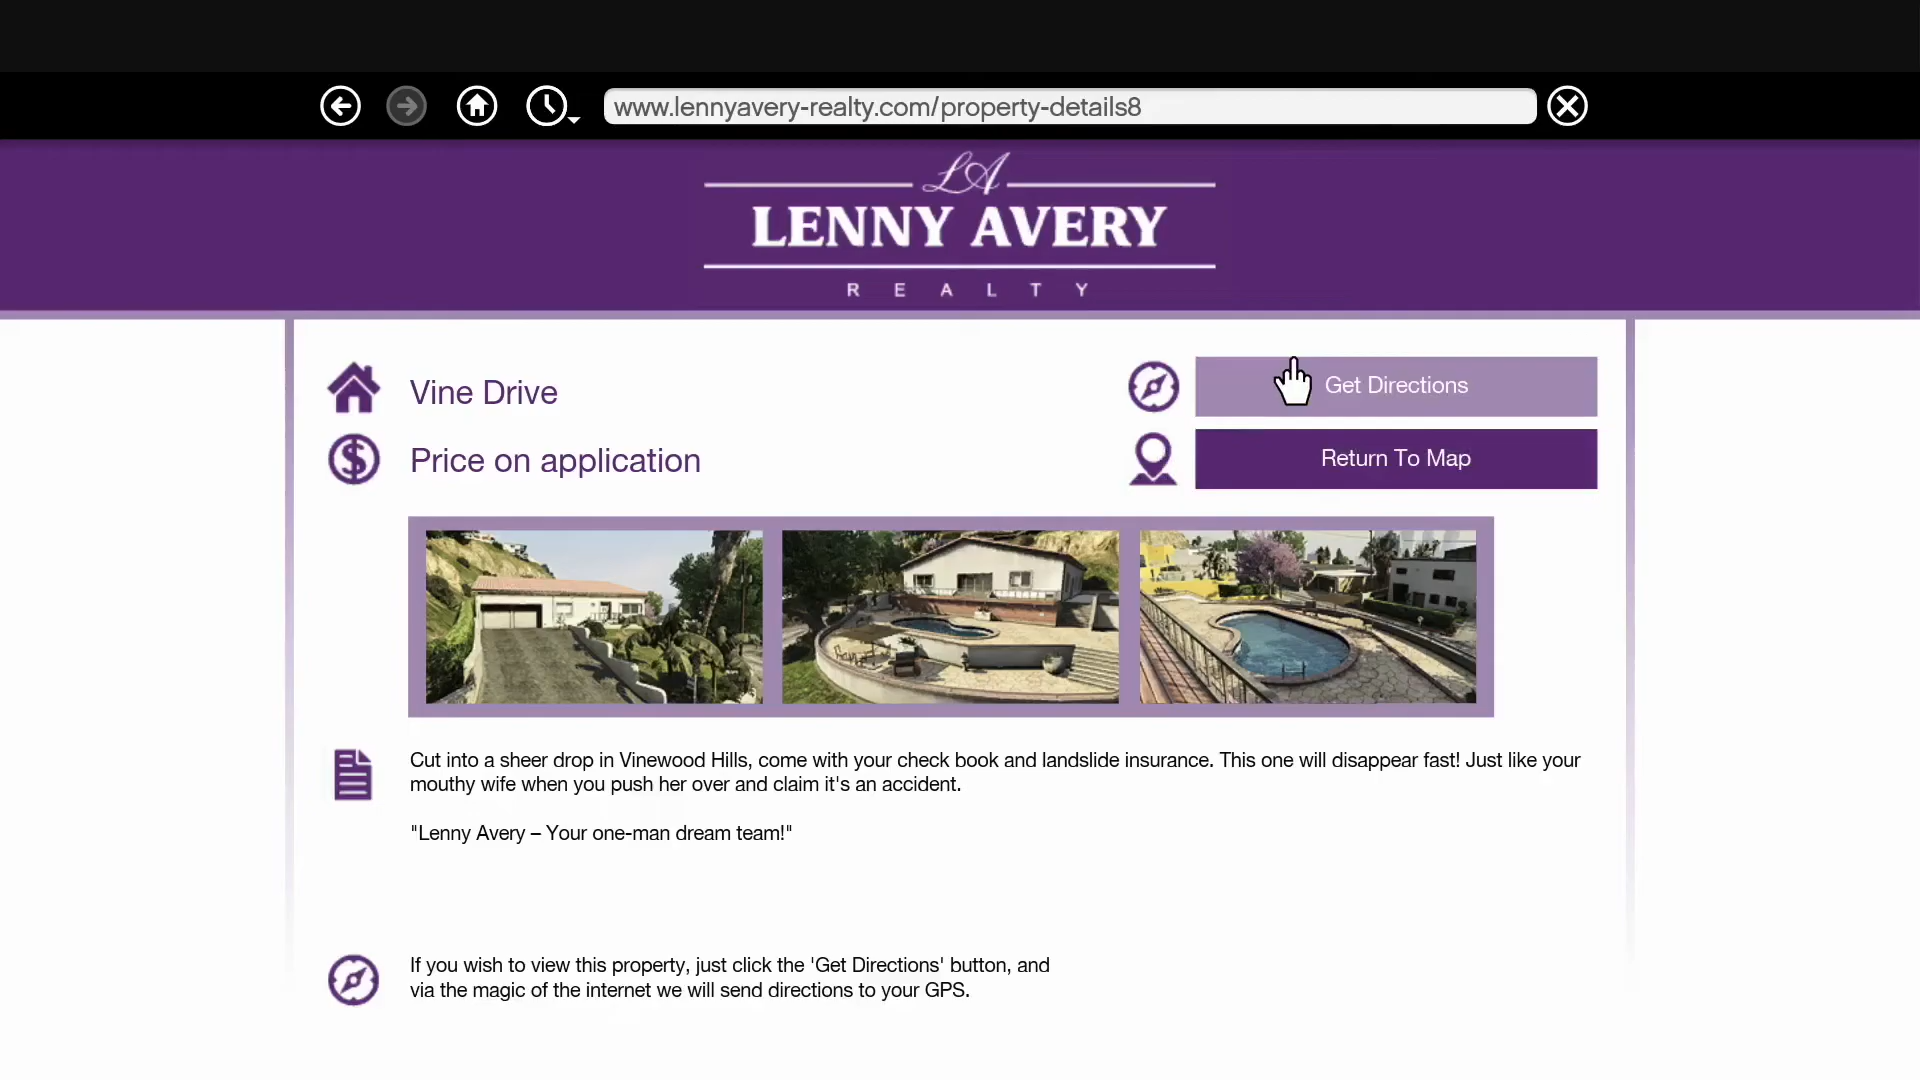 www.lennyavery-realty.com/property-details8
LA
LENNY AVERY
REALTY
Vine Drive
Get Directions
Price on application
Return To Map
Cut into a sheer drop in Vinewood Hills, come with your check book and landslide insurance. This one will disappear fast! Just like your
mouthy wife when you push her over and claim it's an accident.
"Lenny Avery – Your one-man dream team!"
If you wish to view this property, just click the 'Get Directions' button, and
via the magic of the internet we will send directions to your GPS.